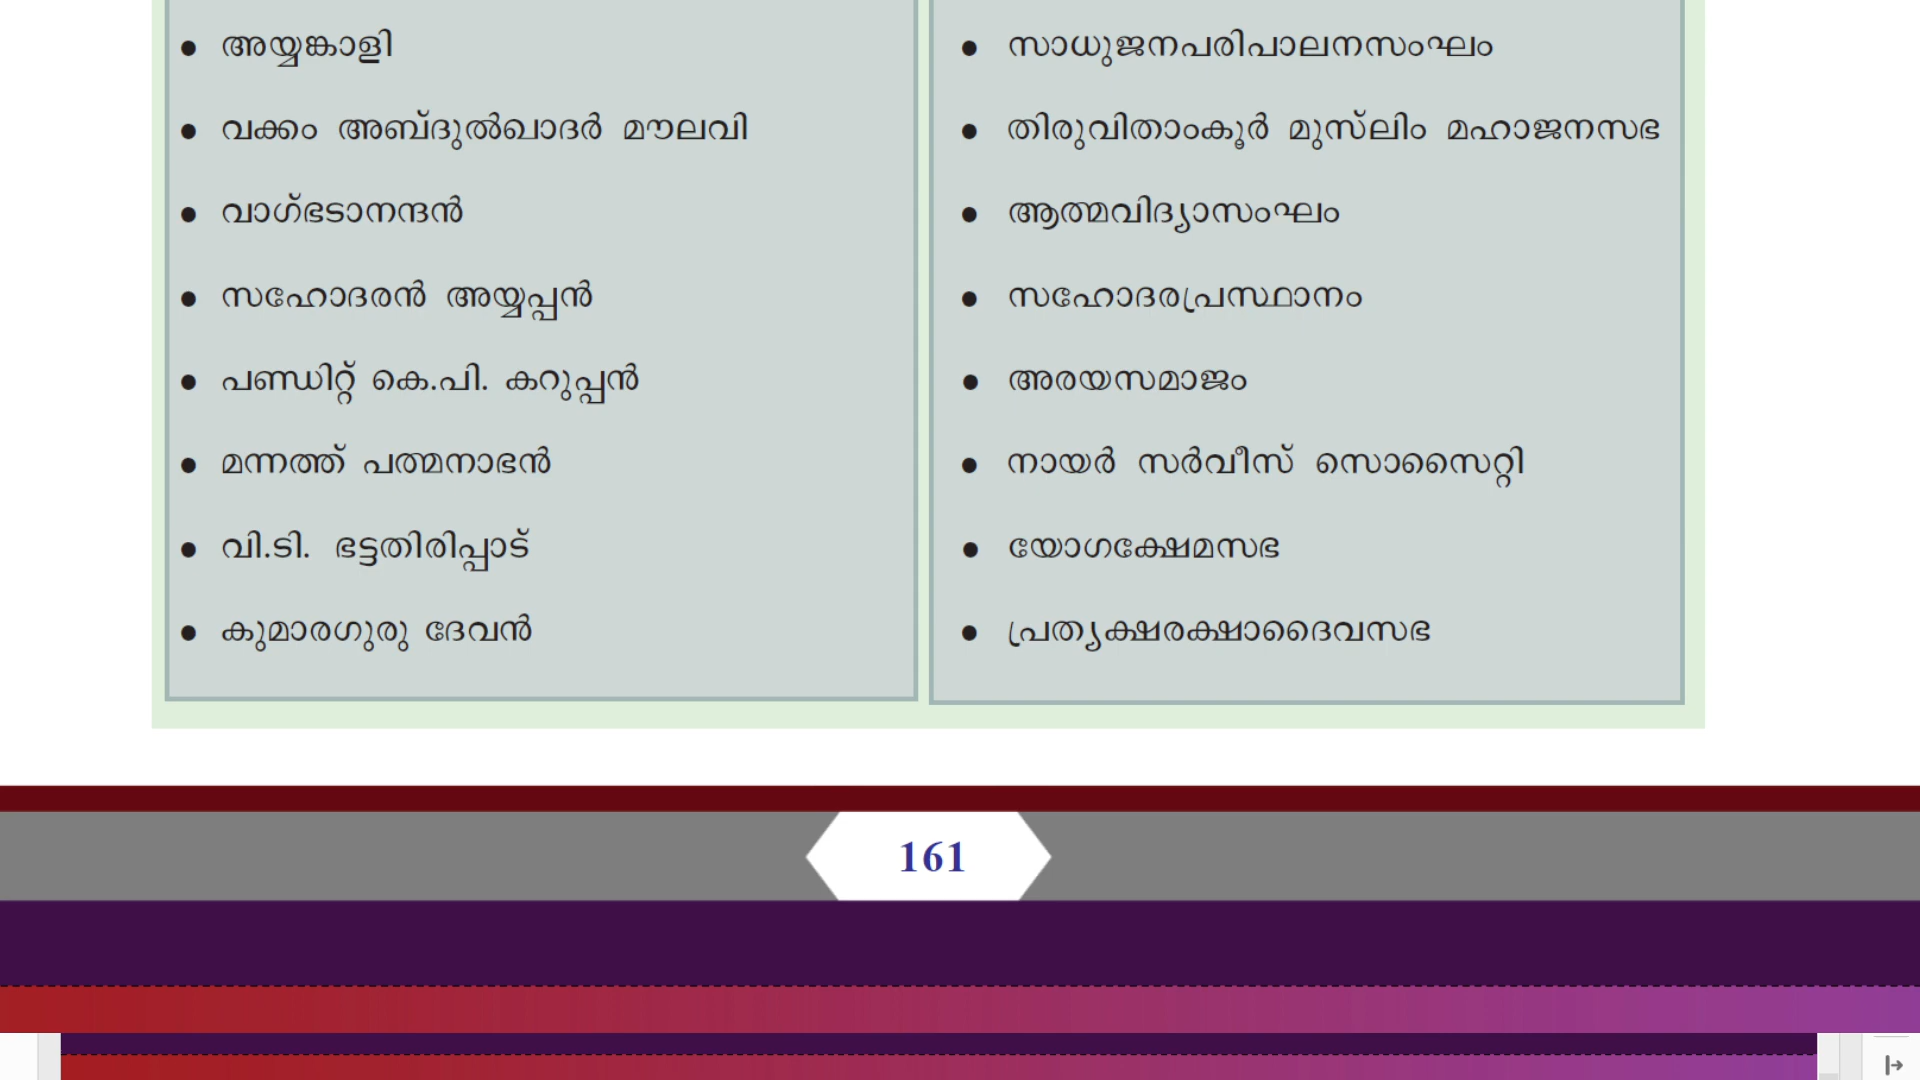 • അയ്യങ്കാളി
• വക്കം അബ്ദുൽഖാദർ മൗലവി
• വാഗ്ഭടാനന്ദൻ
• സഹോദരൻ അയ്യപ്പൻ
• പണ്ഡിറ്റ് കെ.പി. കറുപ്പൻ
• മന്നത്ത് പത്മനാഭൻ
• വി.ടി. ഭട്ടതിരിപ്പാട്
• കുമാരഗുരു ദേവൻ
• സാധുജനപരിപാലനസംഘം
• തിരുവിതാംകൂർ മുസ്‌ലിം മഹാജനസഭ
• ആത്മവിദ്യാസംഘം
• സഹോദരപ്രസ്ഥാനം
• അരയസമാജം
• നായർ സർവീസ് സൊസൈറ്റി
• യോഗക്ഷേമസഭ
• പ്രത്യക്ഷരക്ഷാദൈവസഭ
161